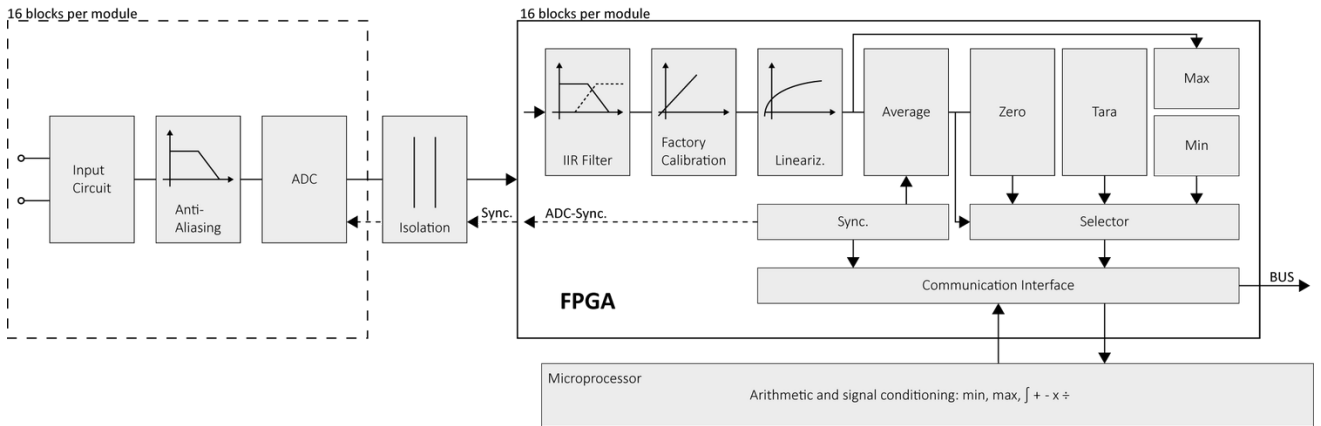 16 blocks per module
16 blocks per module
Input
Circuit
Anti-
Aliasing
ADC
Isolation
Sync.
ADC-Sync.
IIR Filter
Factory
Calibration
Lineariz.
Average
Zero
Tara
Max
Min
Sync.
Selector
Communication Interface
BUS
FPGA
Microprocessor
Arithmetic and signal conditioning: min, max, ∫ + - x ÷